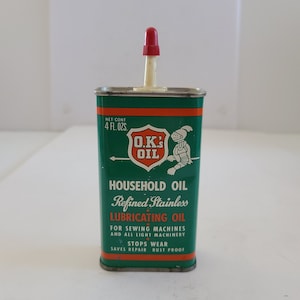 NET CONT
4 FL. OZS.
O.K.'s
OIL
HOUSEHOLD OIL
Refined Stainless
LUBRICATING OIL
FOR SEWING MACHINES
AND ALL LIGHT MACHINERY
STOPS WEAR
SAVES REPAIR RUST PROOF